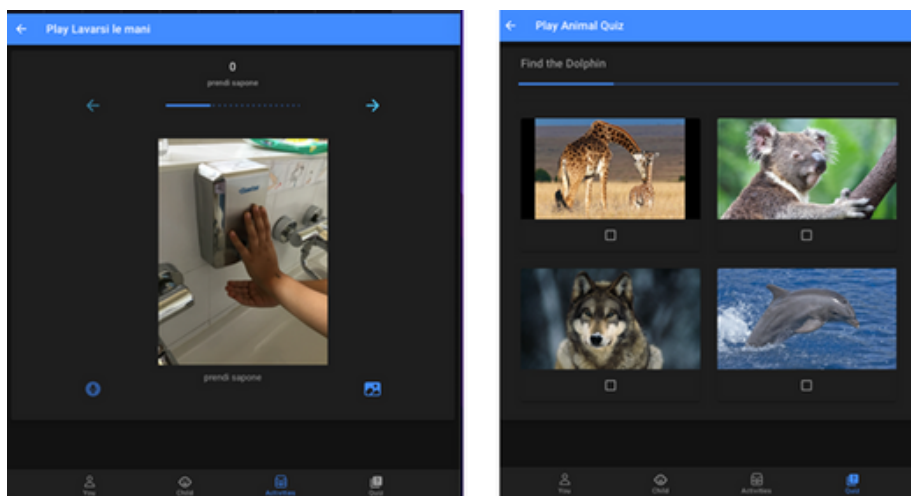 Play Lavarsi le mani
0
prendi sapone
prendi sapone
You
Child
Activities
Quiz
Play Animal Quiz
Find the Dolphin
You
Child
Activities
Quiz